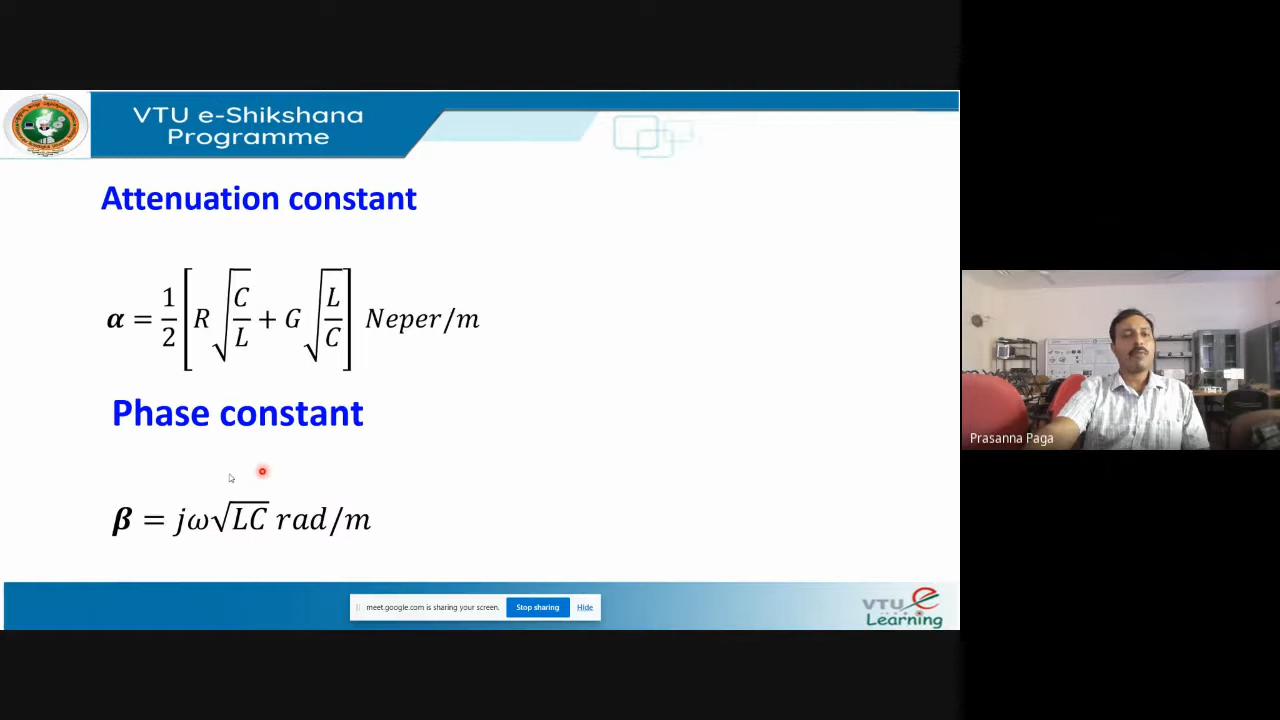 VTU e-Shikshana
Programme
Attenuation constant
α = 1/2 [R √(C/L) + G √(L/C)] Neper/m
Phase constant
β = jω√LC rad/m
meet.google.com is sharing your screen. Stop sharing Hide
VTU e
Learning
Prasanna Paga